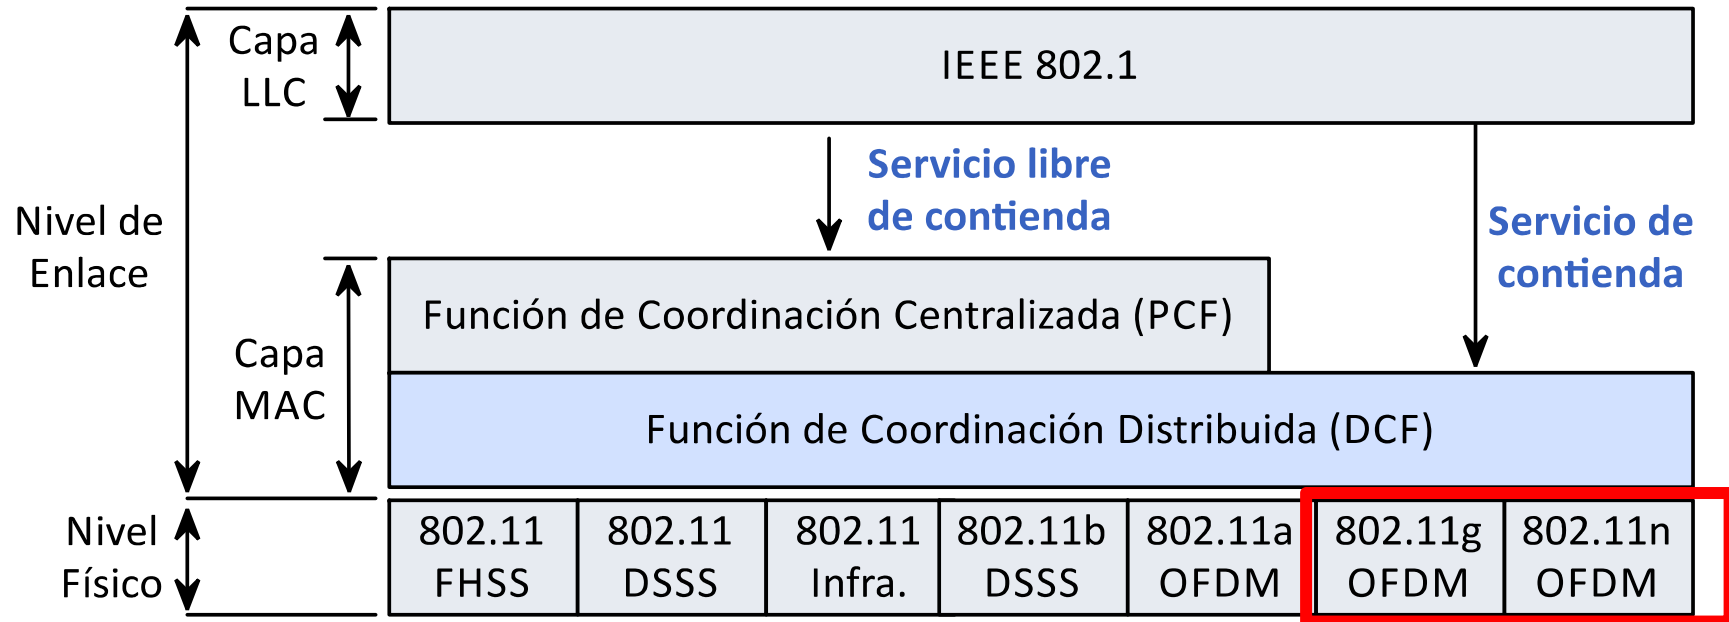 Capa
LLC
IEEE 802.1
Servicio libre
de contienda
Nivel de
Enlace
Servicio de
contienda
Función de Coordinación Centralizada (PCF)
Capa
MAC
Función de Coordinación Distribuida (DCF)
Nivel
Físico
802.11
FHSS
802.11
DSSS
802.11
Infra.
802.11b
DSSS
802.11a
OFDM
802.11g
OFDM
802.11n
OFDM